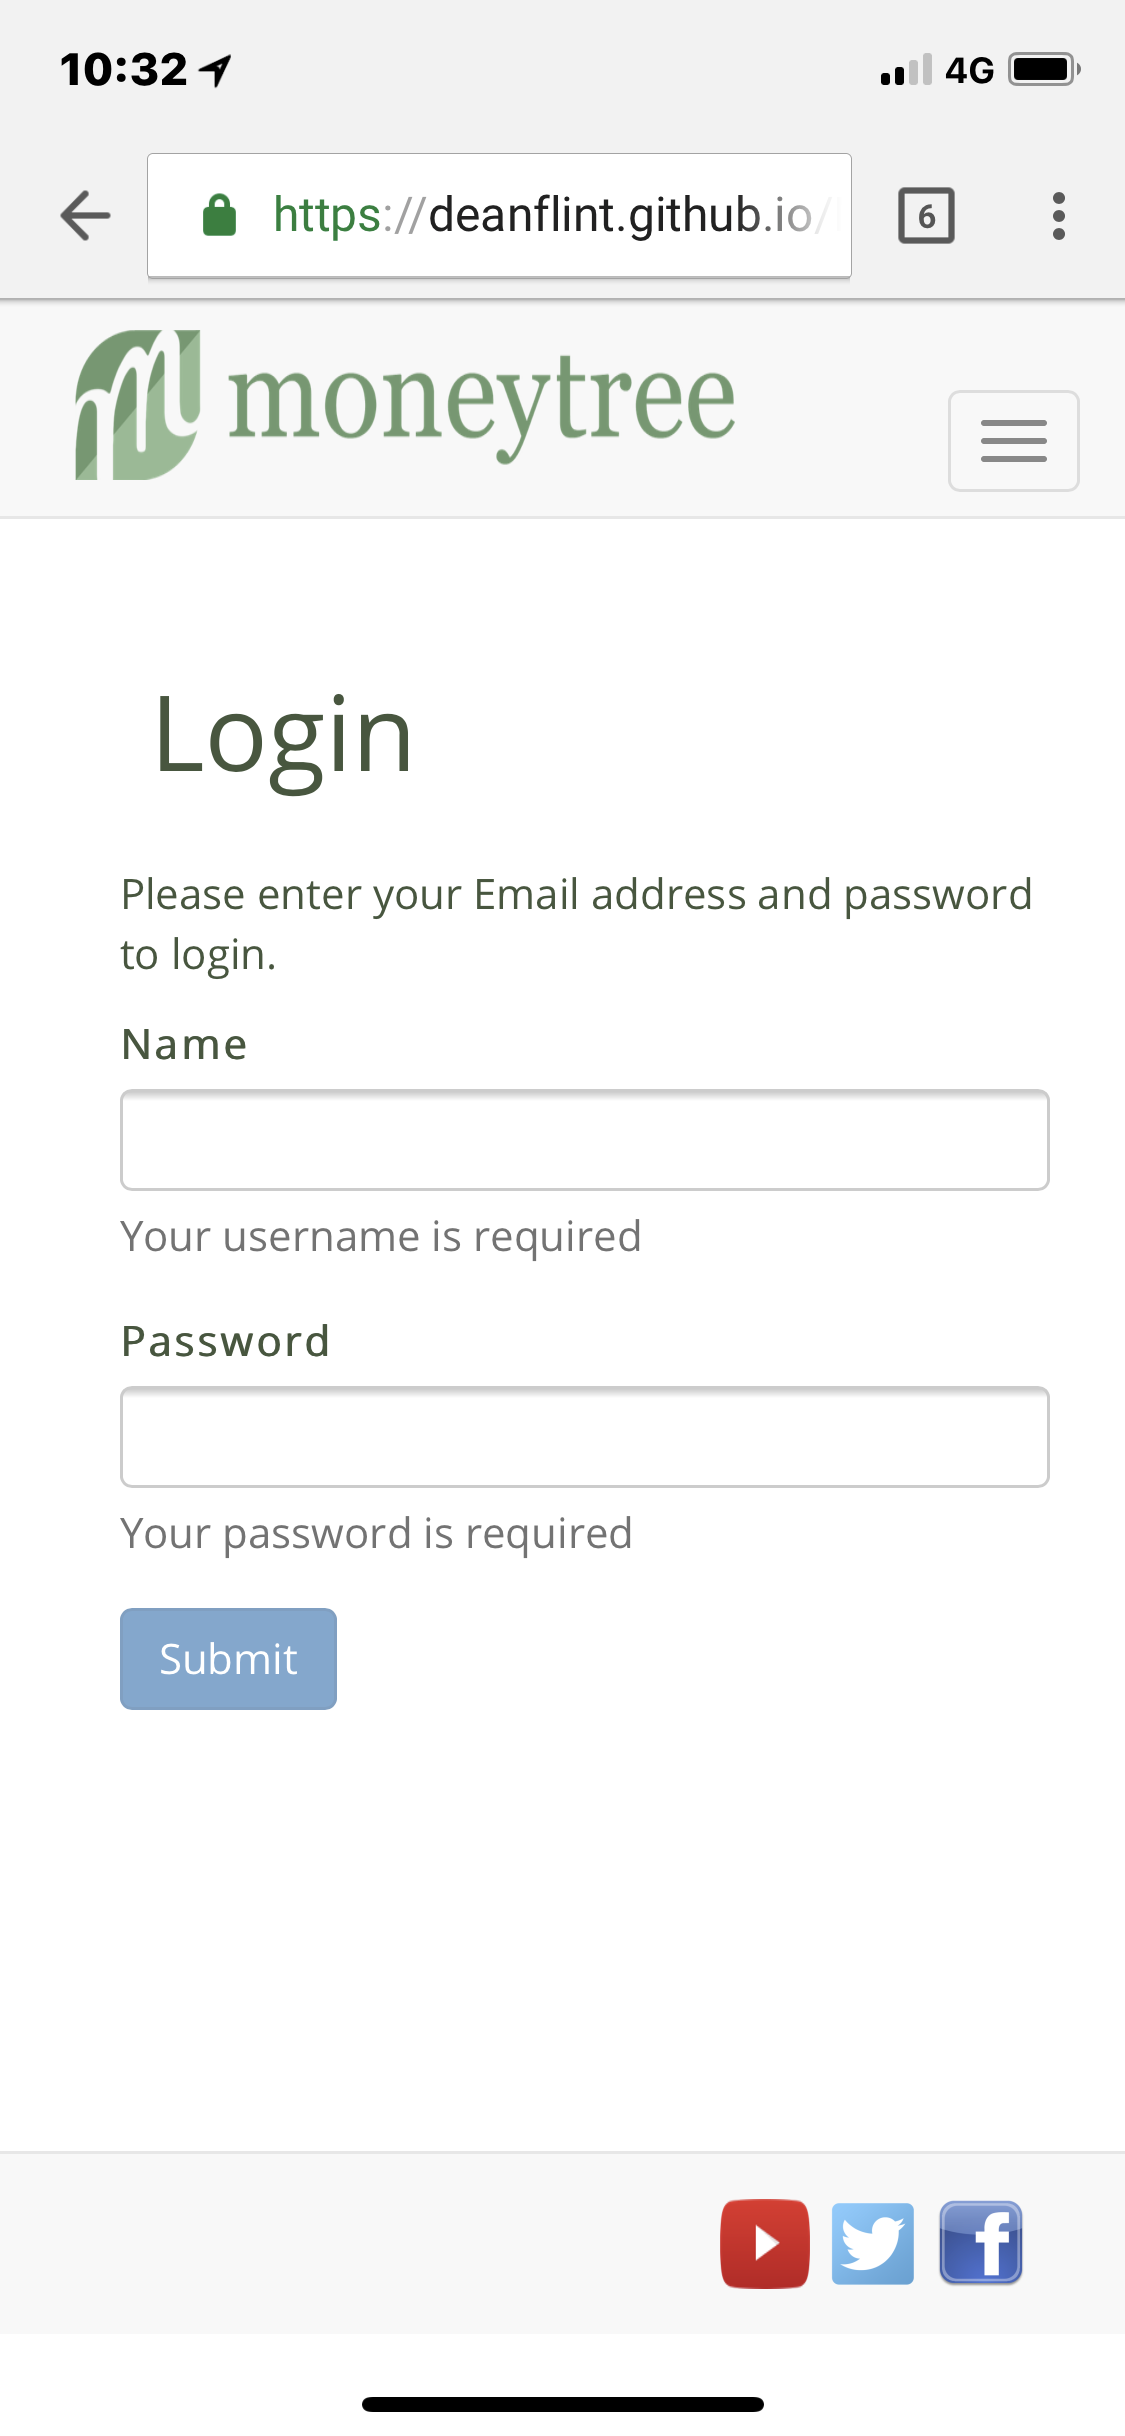 10:32
4G
https://deanflint.github.io/
6
moneytree
Login
Please enter your Email address and password
to login.
Name
Your username is required
Password
Your password is required
Submit